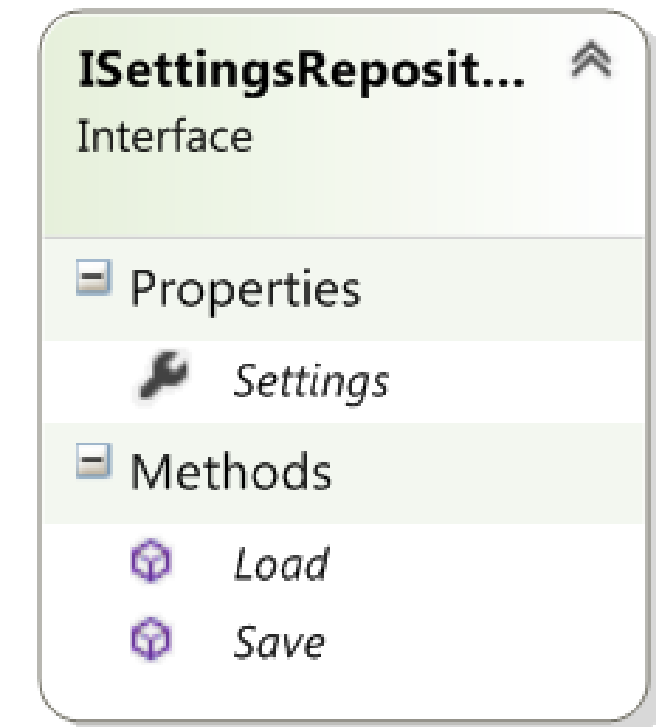 ISettingsReposit...
Interface
Properties
Settings
Methods
Load
Save